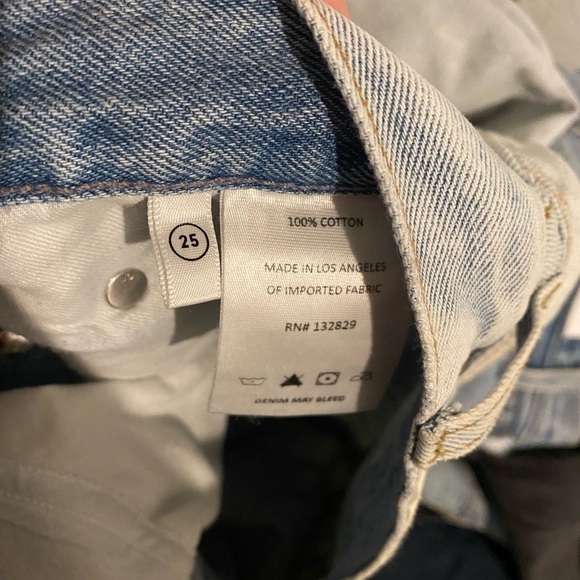 25
100% COTTON
MADE IN LOS ANGELES
OF IMPORTED FABRIC
RN# 132829
DENIM MAY BLEED